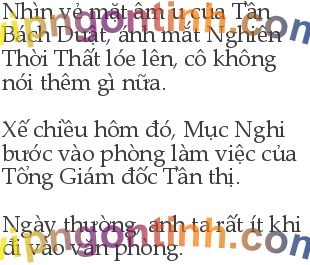 Nhìn vẻ mặt âm u của Tần
Bách Duật, ánh mắt Nghiên
Thời Thất lóe lên, cô không
nói thêm gì nữa.
Xế chiều hôm đó, Mục Nghi
bước vào phòng làm việc của
Tổng Giám đốc Tần thị.
Ngày thường, anh ta rất ít khi
đi vào văn phòng.